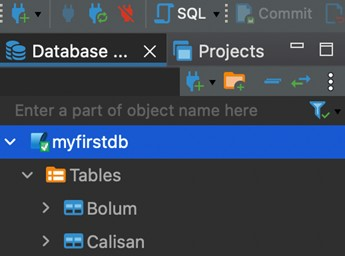 SQL Commit
Database ... Projects
Enter a part of object name here
myfirstdb
Tables
Bolum
Calisan